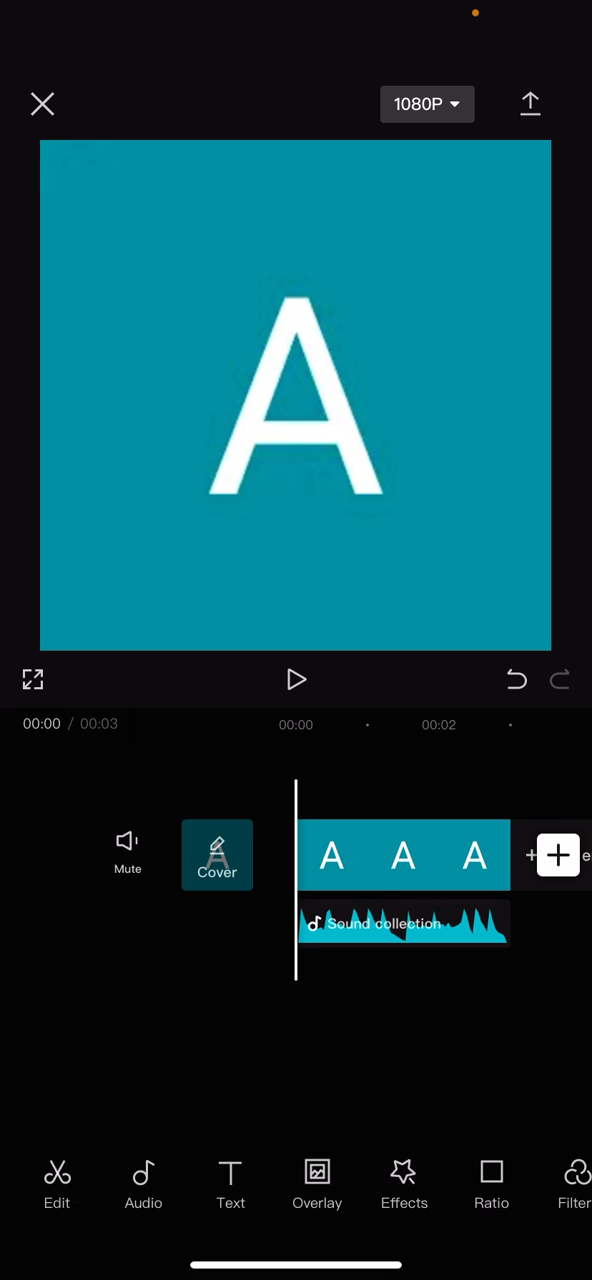 1080P
A
00:00 / 00:03
00:00
00:02
Mute
Cover
A A A
Sound collection
Edit
Audio
Text
Overlay
Effects
Ratio
Filter